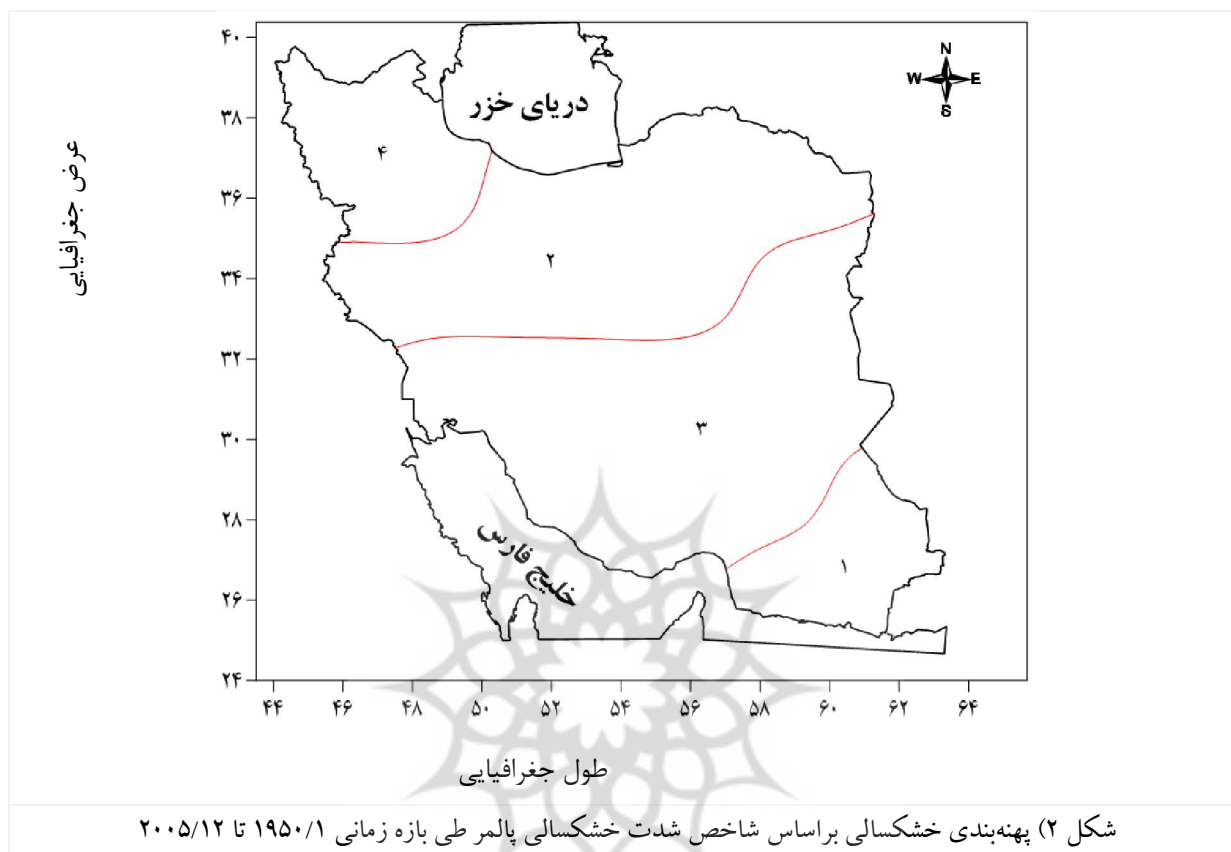 ۴۰
۳۸
۳۶
۳۴
۳۲
۳۰
۲۸
۲۶
۲۴
عرض جغرافیایی
N
W E
S
دریای خزر
۴
۲
۳
۱
خلیج فارس
۴۴ ۴۶ ۴۸ ۵۰ ۵۲ ۵۴ ۵۶ ۵۸ ۶۰ ۶۲ ۶۴
طول جغرافیایی
شکل ۲) پهنه‌بندی خشکسالی براساس شاخص شدت خشکسالی پالمر طی بازه زمانی ۱۹۵۰/۱ تا ۲۰۰۵/۱۲